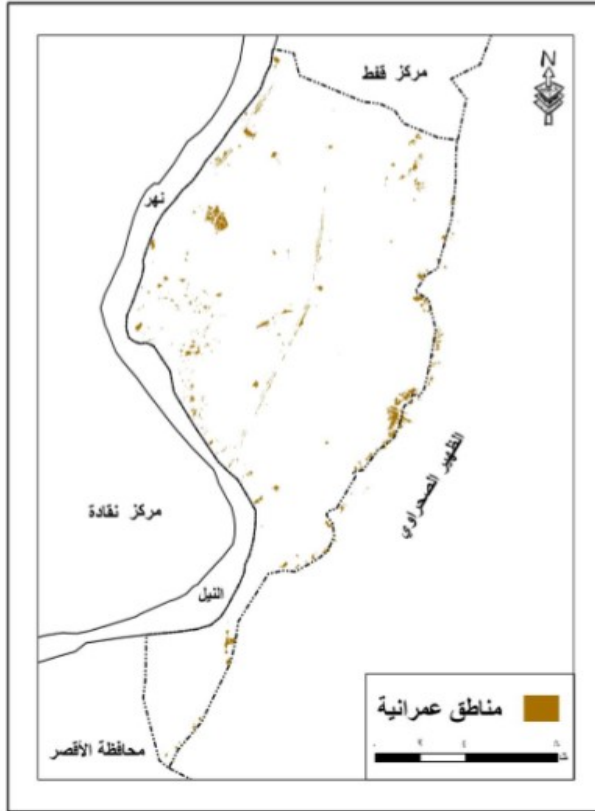 مركز قفط
N
نهر
الظهير الصحراوي
مركز نقادة
النيل
مناطق عمرانية
محافظة الأقصر